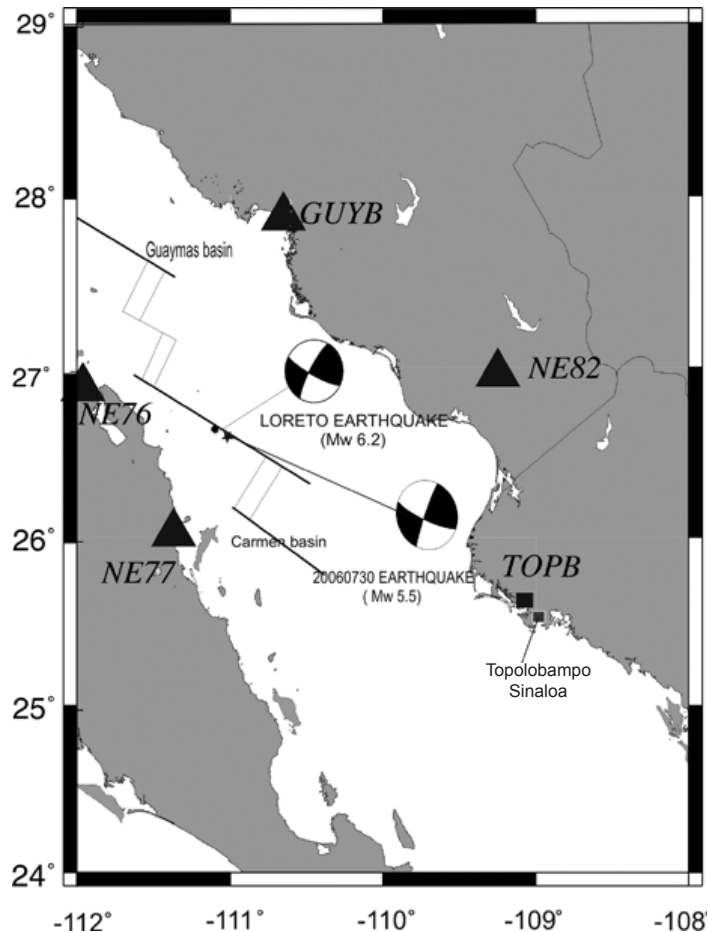 29°
28°
27°
26°
25°
24°
GUYB
Guaymas basin
NE82
NE76
LORETO EARTHQUAKE
(Mw 6.2)
Carmen basin
NE77
TOPB
20060730 EARTHQUAKE
( Mw 5.5)
Topolobampo
Sinaloa
-112° -111° -110° -109° -108°